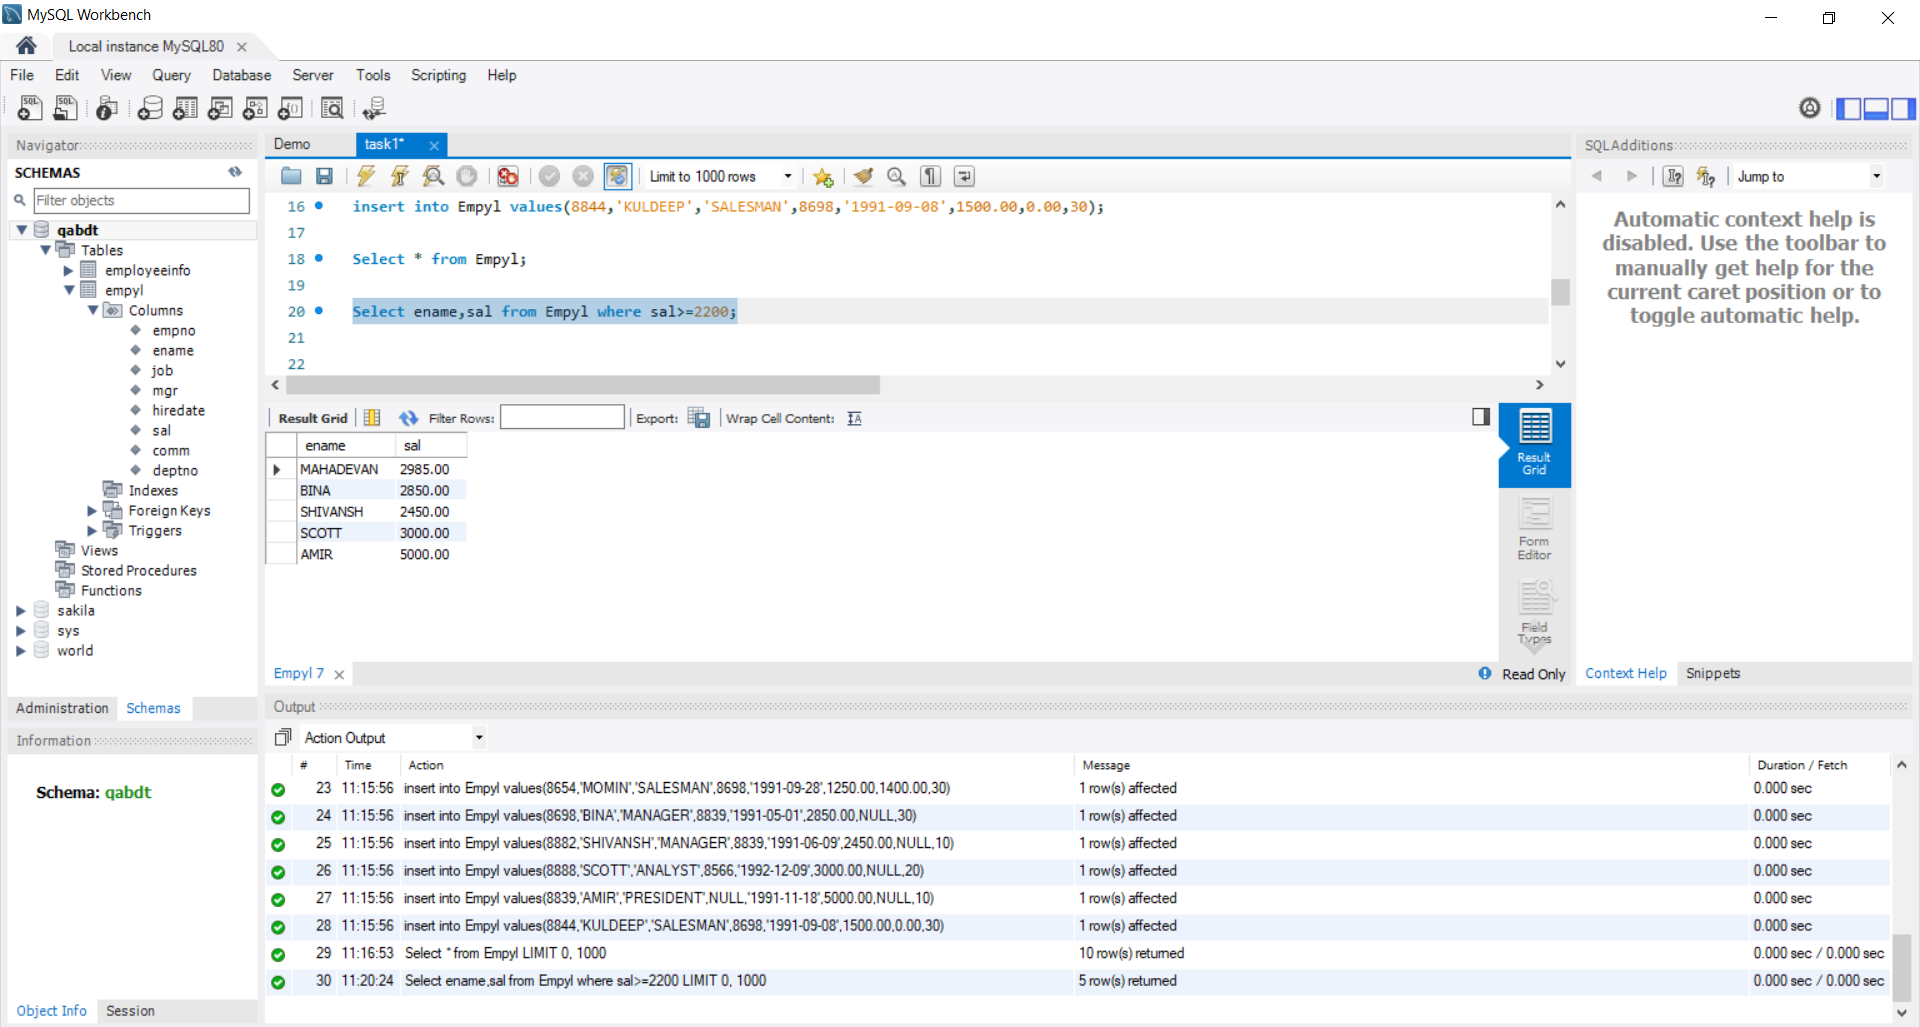 MySQL Workbench
Local instance MySQL80
File Edit View Query Database Server Tools Scripting Help
Navigator
SCHEMAS
Filter objects
qabdt
Tables
employeeinfo
empyl
Columns
empno
ename
job
mgr
hiredate
sal
comm
deptno
Indexes
Foreign Keys
Triggers
Views
Stored Procedures
Functions
sakila
sys
world
Administration Schemas
Information
Schema: qabdt
Object Info Session
Demo task1*
Limit to 1000 rows
16 insert into Empyl values(8844,'KULDEEP','SALESMAN',8698,'1991-09-08',1500.00,0.00,30);
17
18 Select * from Empyl;
19
20 Select ename,sal from Empyl where sal>=2200;
21
22
Result Grid Filter Rows: Export: Wrap Cell Content:
ename sal
MAHADEVAN 2985.00
BINA 2850.00
SHIVANSH 2450.00
SCOTT 3000.00
AMIR 5000.00
Result Grid
Form Editor
Field Types
Empyl 7
Read Only
SQLAdditions
Jump to
Automatic context help is
disabled. Use the toolbar to
manually get help for the
current caret position or to
toggle automatic help.
Context Help Snippets
Output
Action Output
# Time Action Message Duration / Fetch
23 11:15:56 insert into Empyl values(8654,'MOMIN','SALESMAN',8698,'1991-09-28',1250.00,1400.00,30) 1 row(s) affected 0.000 sec
24 11:15:56 insert into Empyl values(8698,'BINA','MANAGER',8839,'1991-05-01',2850.00,NULL,30) 1 row(s) affected 0.000 sec
25 11:15:56 insert into Empyl values(8882,'SHIVANSH','MANAGER',8839,'1991-06-09',2450.00,NULL,10) 1 row(s) affected 0.000 sec
26 11:15:56 insert into Empyl values(8888,'SCOTT','ANALYST',8566,'1992-12-09',3000.00,NULL,20) 1 row(s) affected 0.000 sec
27 11:15:56 insert into Empyl values(8839,'AMIR','PRESIDENT',NULL,'1991-11-18',5000.00,NULL,10) 1 row(s) affected 0.000 sec
28 11:15:56 insert into Empyl values(8844,'KULDEEP','SALESMAN',8698,'1991-09-08',1500.00,0.00,30) 1 row(s) affected 0.000 sec
29 11:16:53 Select * from Empyl LIMIT 0, 1000 10 row(s) returned 0.000 sec / 0.000 sec
30 11:20:24 Select ename,sal from Empyl where sal>=2200 LIMIT 0, 1000 5 row(s) returned 0.000 sec / 0.000 sec